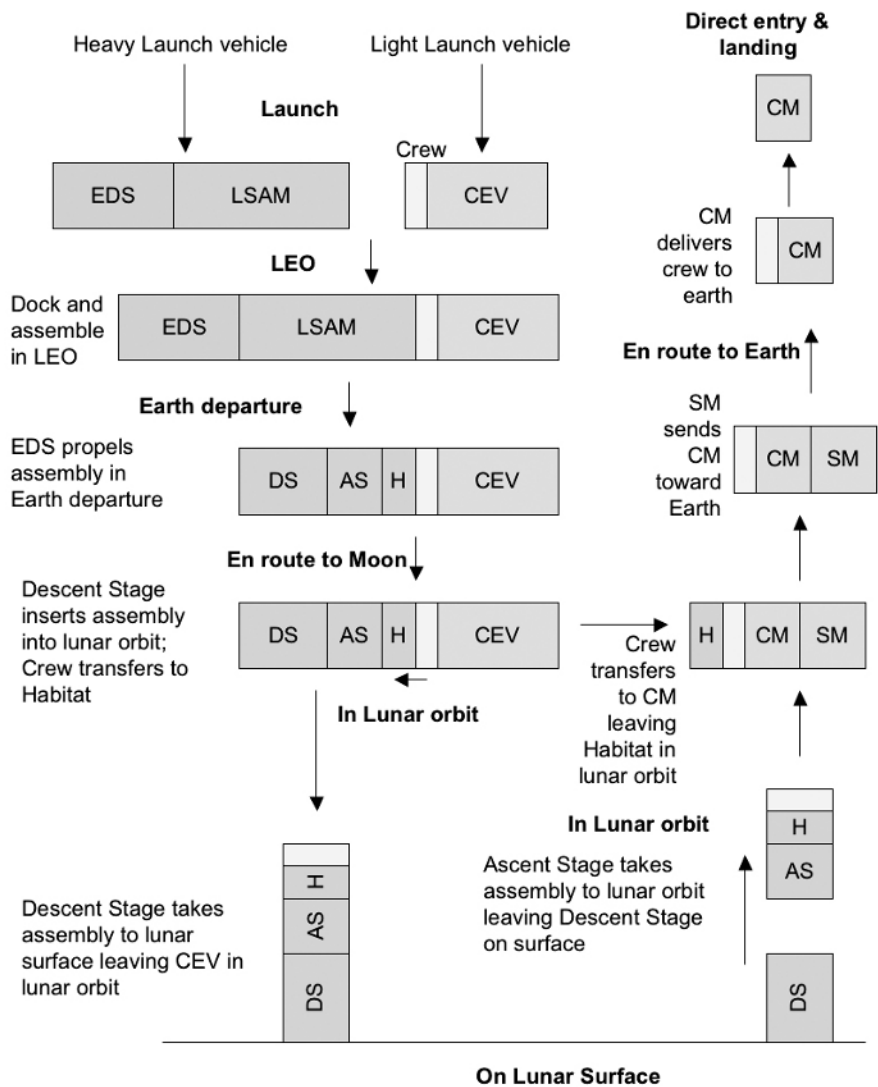 Heavy Launch vehicle
Light Launch vehicle
Launch
Crew
EDS
LSAM
CEV
LEO
Dock and
assemble
in LEO
EDS
LSAM
CEV
Earth departure
EDS propels
assembly in
Earth departure
DS
AS
H
CEV
En route to Moon
Descent Stage
inserts assembly
into lunar orbit;
Crew transfers to
Habitat
DS
AS
H
CEV
In Lunar orbit
Descent Stage takes
assembly to lunar
surface leaving CEV in
lunar orbit
H
AS
DS
On Lunar Surface
DS
Ascent Stage takes
assembly to lunar orbit
leaving Descent Stage
on surface
H
AS
In Lunar orbit
Crew
transfers
to CM
leaving
Habitat in
lunar orbit
H
CM
SM
SM
sends
CM
toward
Earth
CM
SM
En route to Earth
CM
delivers
crew to
earth
CM
CM
Direct entry &
landing